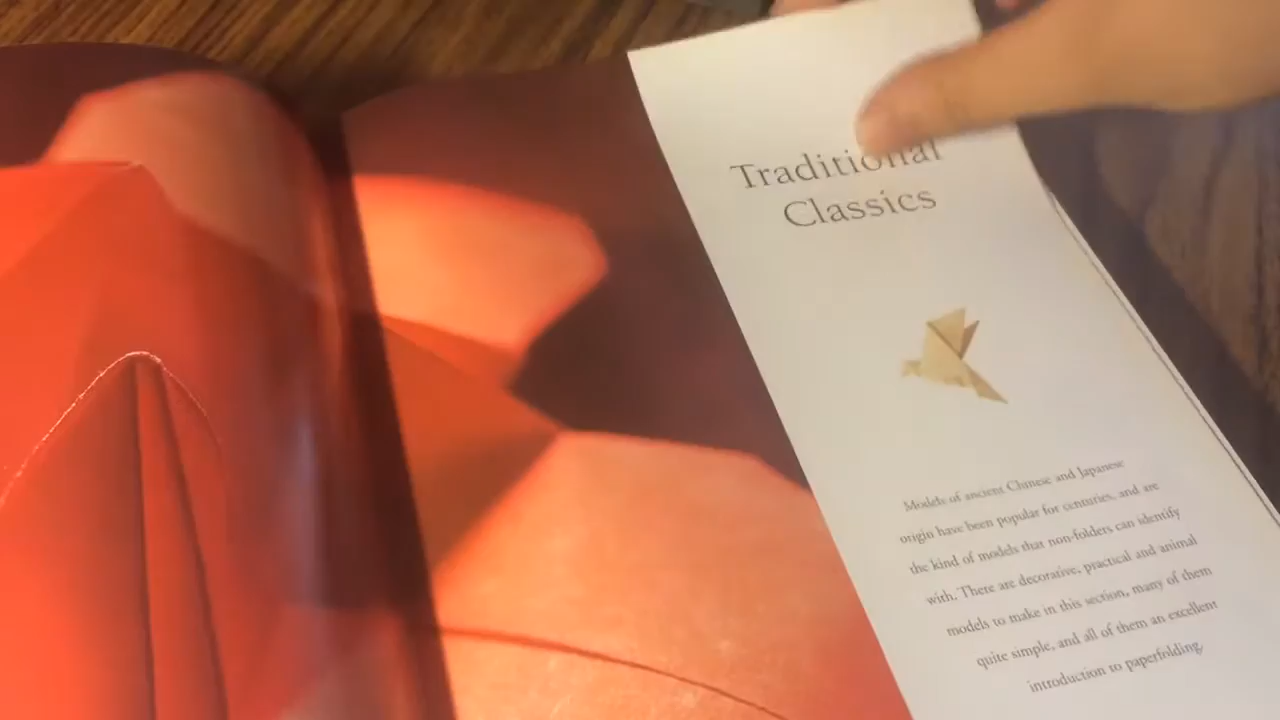 Traditional
Classics
Models of ancient Chinese and Japanese
origin have been popular for centuries, and are
the kind of models that non-folders can identify
with. There are decorative, practical and animal
models to make in this section, many of them
quite simple, and all of them an excellent
introduction to paperfolding.